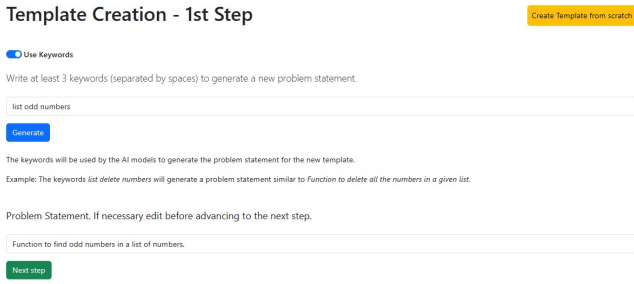 Template Creation - 1st Step
Create Template from scratch
Use Keywords
Write at least 3 keywords (separated by spaces) to generate a new problem statement.
list odd numbers
Generate
The keywords will be used by the AI models to generate the problem statement for the new template.
Example: The keywords list delete numbers will generate a problem statement similar to Function to delete all the numbers in a given list.
Problem Statement. If necessary edit before advancing to the next step.
Function to find odd numbers in a list of numbers.
Next step